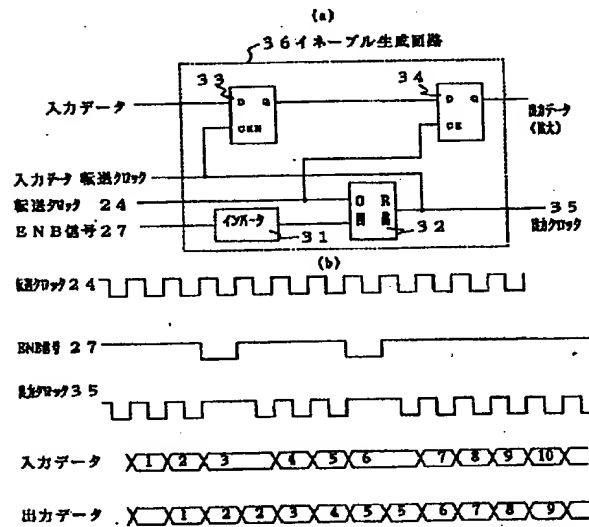 (a)
36イネーブル生成回路
33
34
入力データ
D Q
CKN
D Q
CK
出力データ
(拡大)
入力データ 転送クロック
転送クロック 24
OR
回路
35
出力クロック
ENB信号27
インバータ
31
32
(b)
転送クロック24
ENB信号 27
出力クロック35
入力データ
1 2 3 4 5 6 7 8 9 10
出力データ
1 2 2 3 4 5 5 6 7 8 9